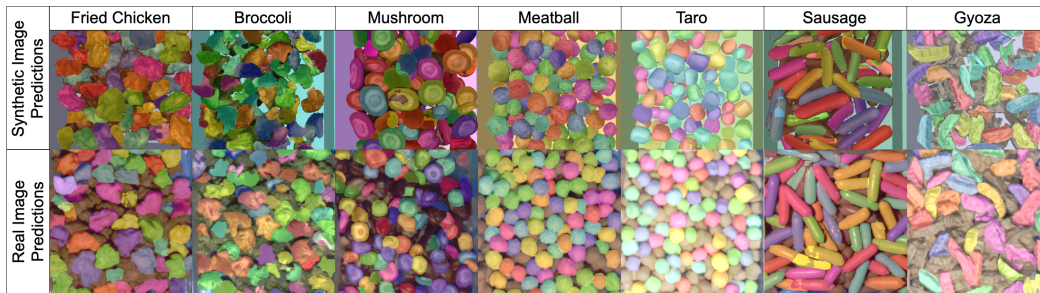 Fried Chicken Broccoli Mushroom Meatball Taro Sausage Gyoza
Synthetic Image
Predictions
Real Image
Predictions